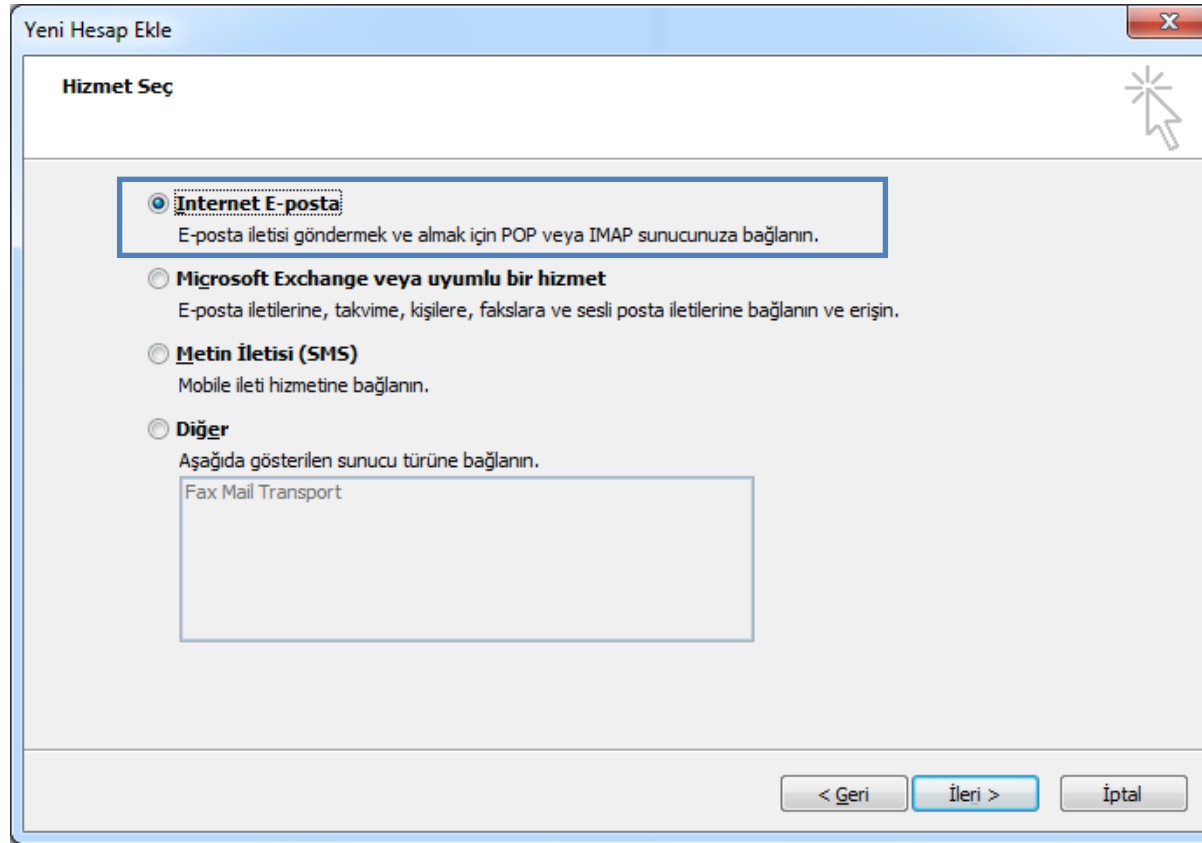 Yeni Hesap Ekle
Hizmet Seç
Internet E-posta
E-posta iletisi göndermek ve almak için POP veya IMAP sunucunuza bağlanın.
Microsoft Exchange veya uyumlu bir hizmet
E-posta iletilerine, takvime, kişilere, fakslara ve sesli posta iletilerine bağlanın ve erişin.
Metin İletisi (SMS)
Mobile ileti hizmetine bağlanın.
Diğer
Aşağıda gösterilen sunucu türüne bağlanın.
Fax Mail Transport
< Geri
İleri >
İptal